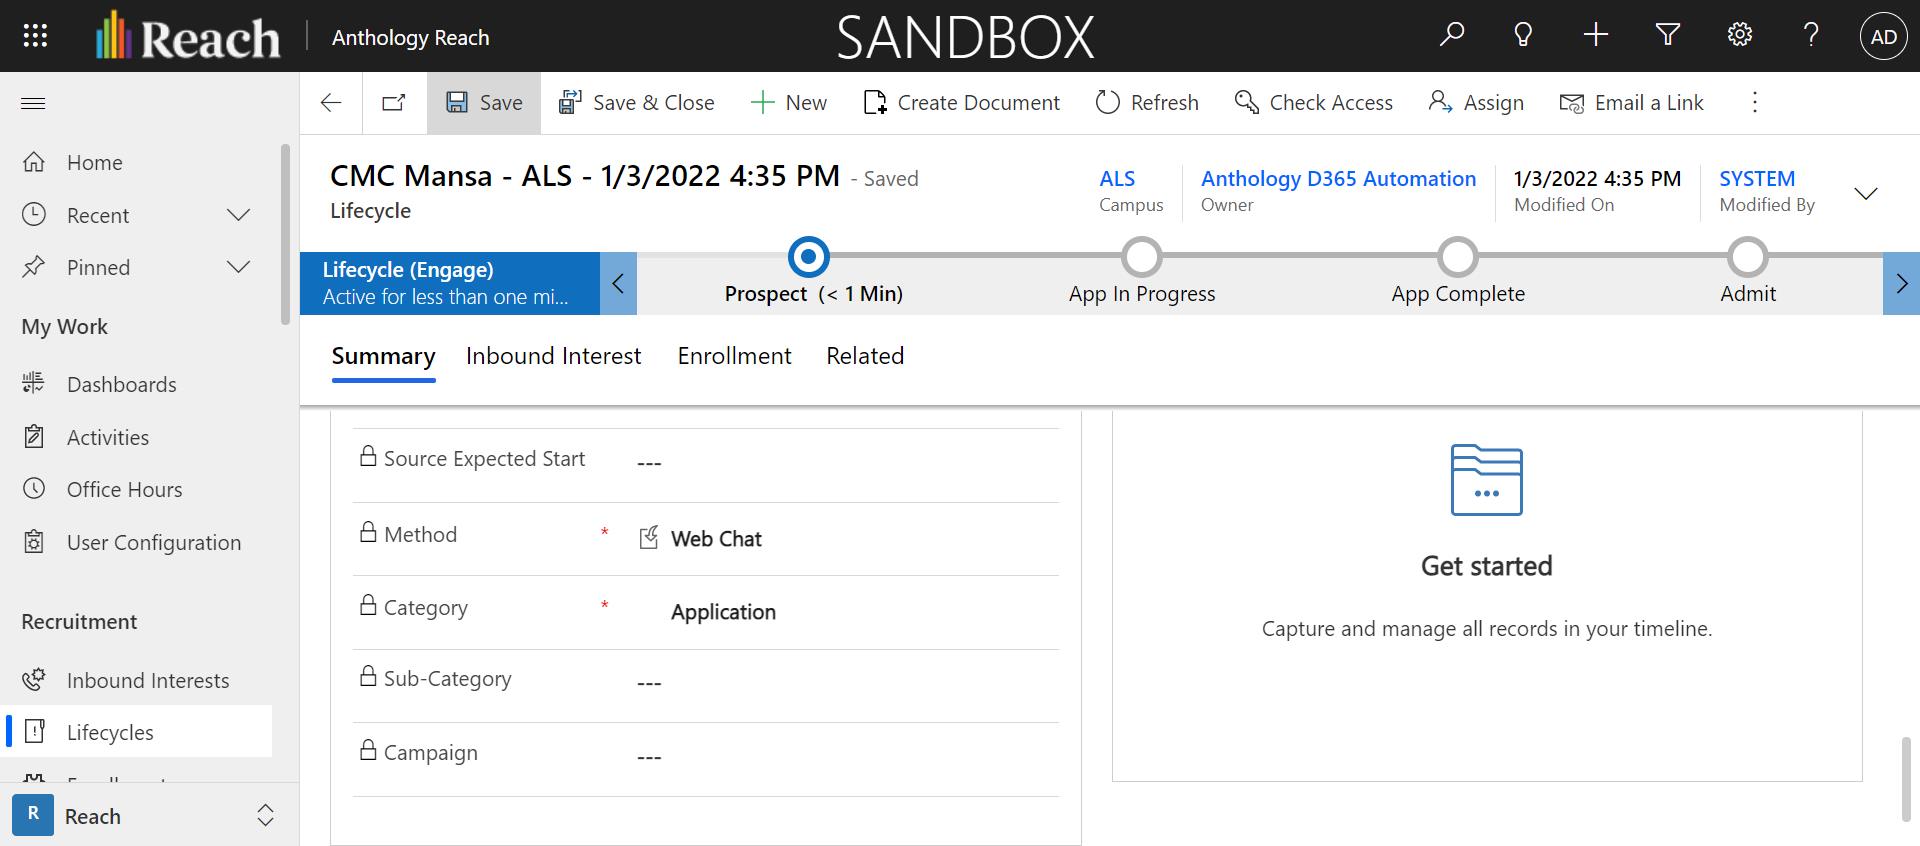 Reach
Anthology Reach
SANDBOX
AD
Save
Save & Close
New
Create Document
Refresh
Check Access
Assign
Email a Link
Home
Recent
Pinned
My Work
Dashboards
Activities
Office Hours
User Configuration
Recruitment
Inbound Interests
Lifecycles
R
Reach
CMC Mansa - ALS - 1/3/2022 4:35 PM - Saved
Lifecycle
ALS
Campus
Anthology D365 Automation
Owner
1/3/2022 4:35 PM
Modified On
SYSTEM
Modified By
Lifecycle (Engage)
Active for less than one mi...
Prospect (< 1 Min)
App In Progress
App Complete
Admit
Summary
Inbound Interest
Enrollment
Related
Source Expected Start ---
Method * Web Chat
Category * Application
Sub-Category ---
Campaign ---
Get started
Capture and manage all records in your timeline.